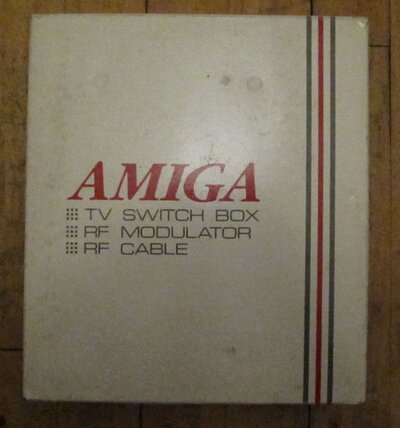 AMIGA
TV SWITCH BOX
RF MODULATOR
RF CABLE